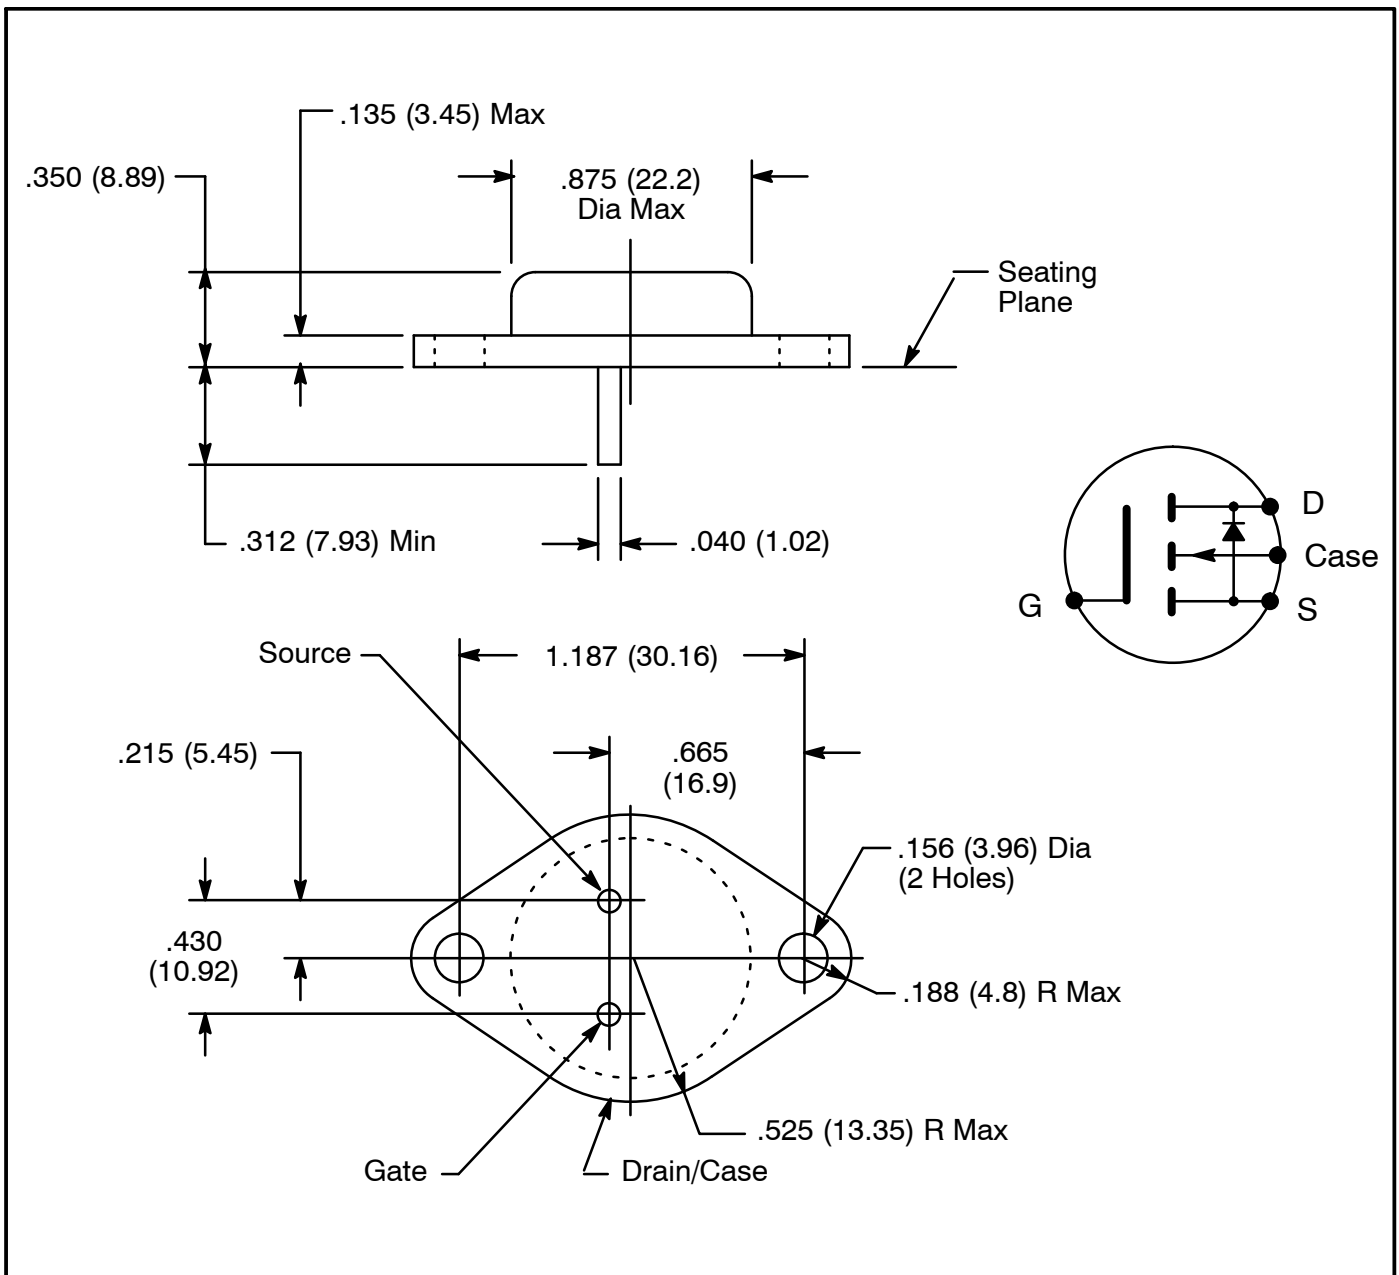 .135 (3.45) Max
.350 (8.89)
.875 (22.2)
Dia Max
Seating
Plane
.312 (7.93) Min
.040 (1.02)
D
Case
G
S
Source
1.187 (30.16)
.215 (5.45)
.665
(16.9)
.156 (3.96) Dia
(2 Holes)
.430
(10.92)
.188 (4.8) R Max
.525 (13.35) R Max
Gate
Drain/Case